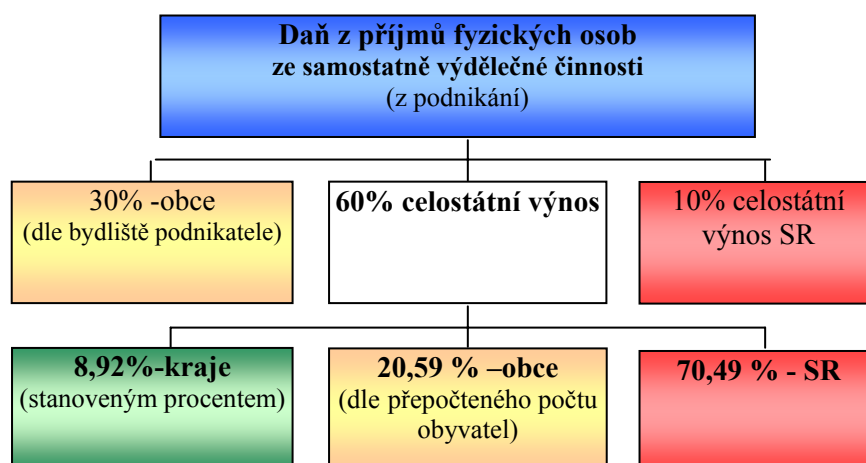 Daň z příjmů fyzických osob
ze samostatně výdělečné činnosti
(z podnikání)
30% -obce
(dle bydliště podnikatele)
60% celostátní výnos
10% celostátní
výnos SR
8,92%-kraje
(stanoveným procentem)
20,59 % –obce
(dle přepočteného počtu
obyvatel)
70,49 % - SR